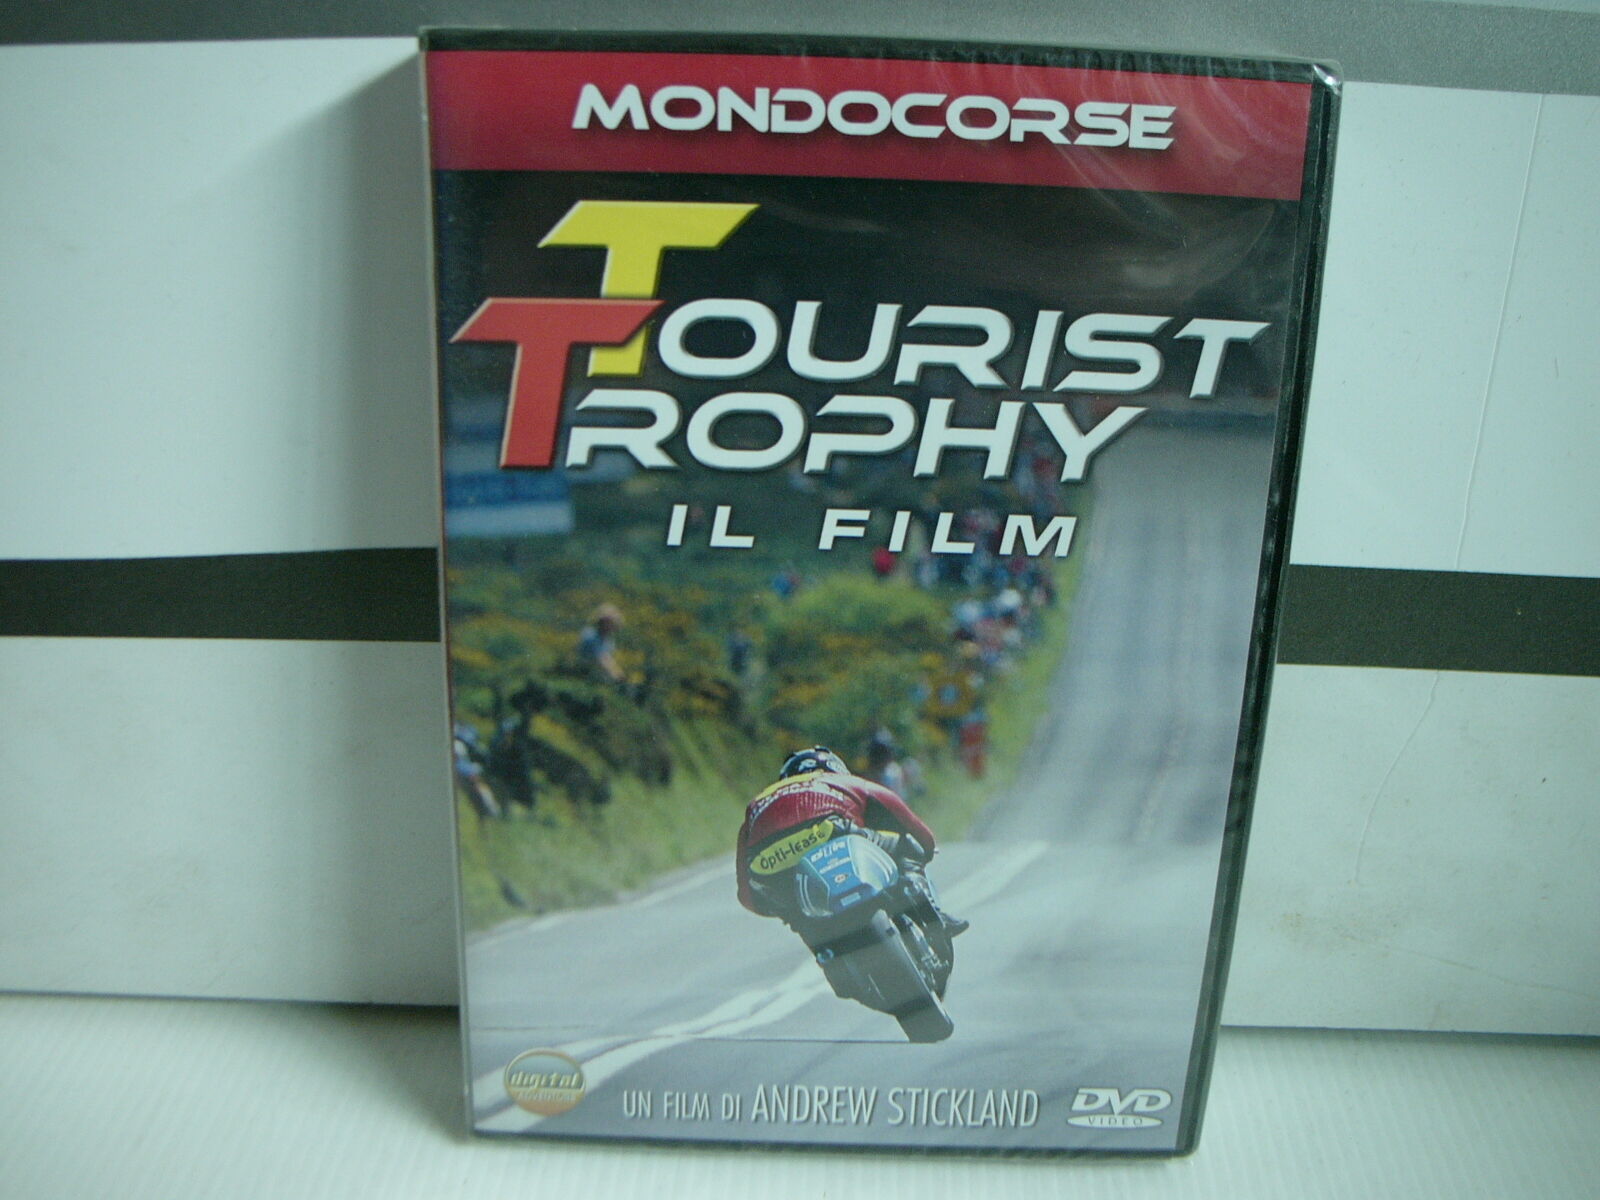 MONDOCORSE
TOURIST
TROPHY
IL FILM
Opti-lease
digital
UN FILM DI ANDREW STICKLAND
DVD
VIDEO